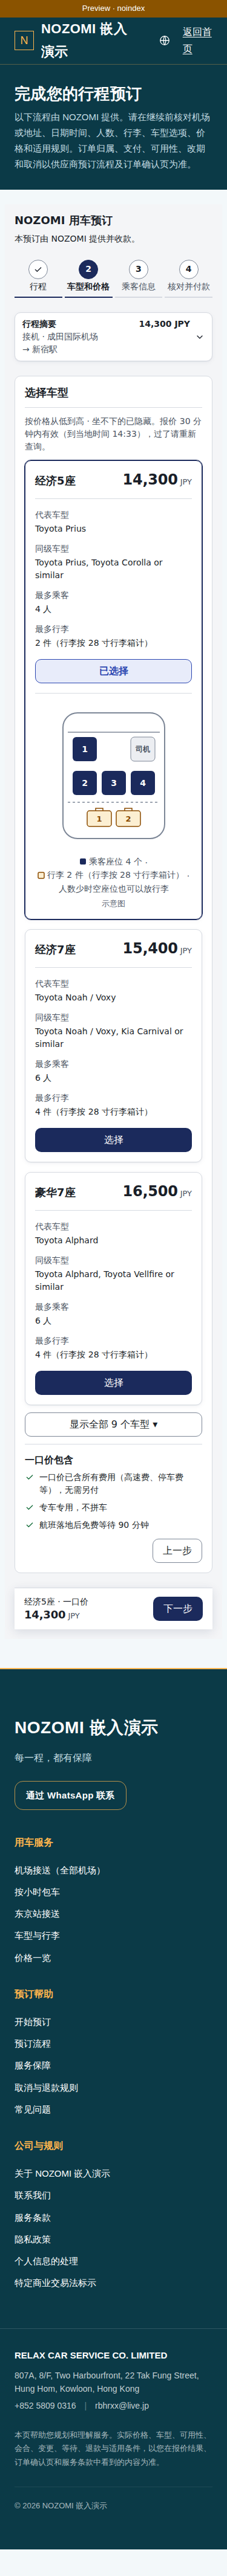 Preview · noindex
N
NOZOMI 嵌入
演示
返回首
页
完成您的行程预订
以下流程由 NOZOMI 提供。请在继续前核对机场
或地址、日期时间、人数、行李、车型选项、价
格和适用规则。订单归属、支付、可用性、改期
和取消以供应商预订流程及订单确认页为准。
NOZOMI 用车预订
本预订由 NOZOMI 提供并收款。
行程
2
车型和价格
3
乘客信息
4
核对并付款
行程摘要
14,300 JPY
接机 · 成田国际机场
→ 新宿駅
选择车型
按价格从低到高 · 坐不下的已隐藏。报价 30 分
钟内有效（到当地时间 14:33），过了请重新
查询。
经济5座
14,300 JPY
代表车型
Toyota Prius
同级车型
Toyota Prius, Toyota Corolla or
similar
最多乘客
4 人
最多行李
2 件（行李按 28 寸行李箱计）
已选择
1
司机
2
3
4
1
2
乘客座位 4 个 ·
行李 2 件（行李按 28 寸行李箱计） ·
人数少时空座位也可以放行李
示意图
经济7座
15,400 JPY
代表车型
Toyota Noah / Voxy
同级车型
Toyota Noah / Voxy, Kia Carnival or
similar
最多乘客
6 人
最多行李
4 件（行李按 28 寸行李箱计）
选择
豪华7座
16,500 JPY
代表车型
Toyota Alphard
同级车型
Toyota Alphard, Toyota Vellfire or
similar
最多乘客
6 人
最多行李
4 件（行李按 28 寸行李箱计）
选择
显示全部 9 个车型 ▾
一口价包含
一口价已含所有费用（高速费、停车费
等），无需另付
专车专用，不拼车
航班落地后免费等待 90 分钟
上一步
经济5座 · 一口价
14,300 JPY
下一步
NOZOMI 嵌入演示
每一程，都有保障
通过 WhatsApp 联系
用车服务
机场接送（全部机场）
按小时包车
东京站接送
车型与行李
价格一览
预订帮助
开始预订
预订流程
服务保障
取消与退款规则
常见问题
公司与规则
关于 NOZOMI 嵌入演示
联系我们
服务条款
隐私政策
个人信息的处理
特定商业交易法标示
RELAX CAR SERVICE CO. LIMITED
807A, 8/F, Two Harbourfront, 22 Tak Fung Street,
Hung Hom, Kowloon, Hong Kong
+852 5809 0316 | rbhrxx@live.jp
本页帮助您规划和理解服务。实际价格、车型、可用性、
会合、变更、等待、退款与适用条件，以您在报价结果、
订单确认页和服务条款中看到的内容为准。
© 2026 NOZOMI 嵌入演示